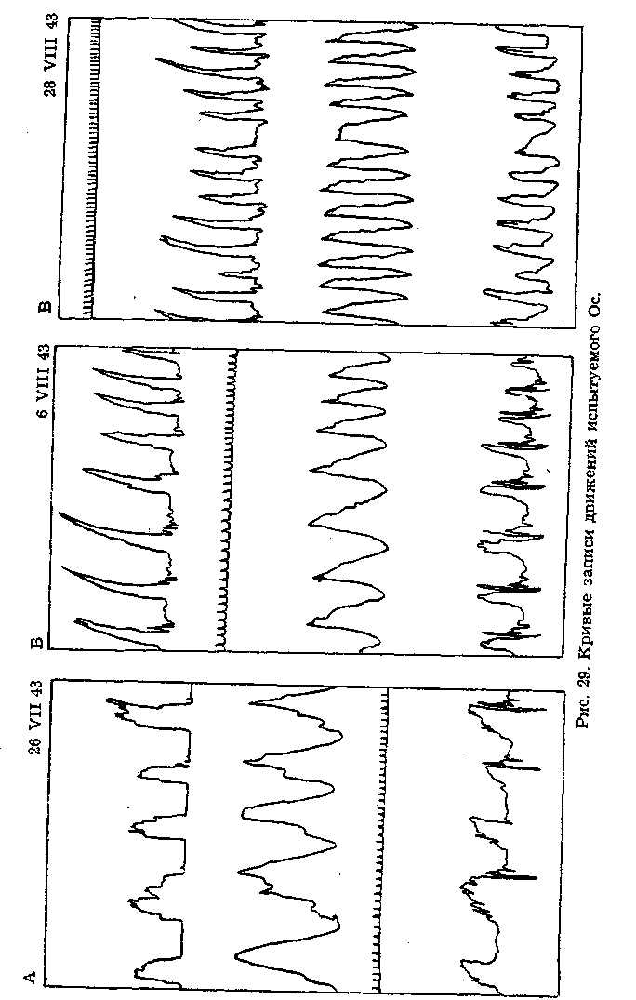 А
26 VII 43
Б
6 VIII 43
В
28 VIII 43
Рис. 29. Кривые записи движений испытуемого Ос.